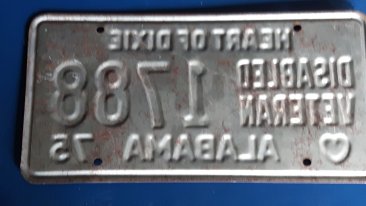 HEART OF DIXIE
DISABLED VETERAN 1788
♡ ALABAMA 75